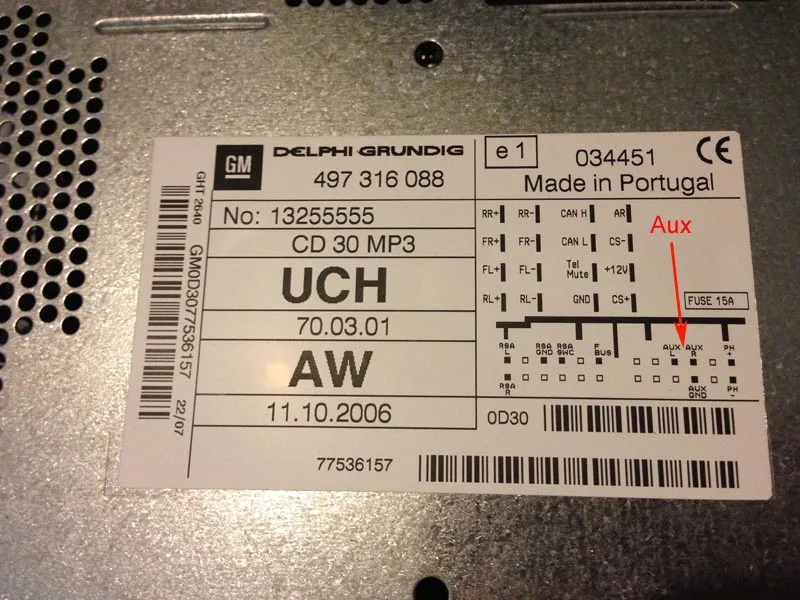 GM DELPHI GRUNDIG
497 316 088
No: 13255555
CD 30 MP3
UCH
70.03.01
AW
11.10.2006
77536157
GHT 2640
GM0D3077536157 22/07
e1 034451 CE
Made in Portugal
RR+ RR- CAN H AR
FR+ FR- CAN L CS-
FL+ FL- Tel Mute +12V
RL+ RL- GND CS+
Aux
FUSE 15A
RSA L
RSA GND
RSA SWC
F BUS
AUX L
AUX R
PH +
RSA R
AUX GND
PH -
0D30